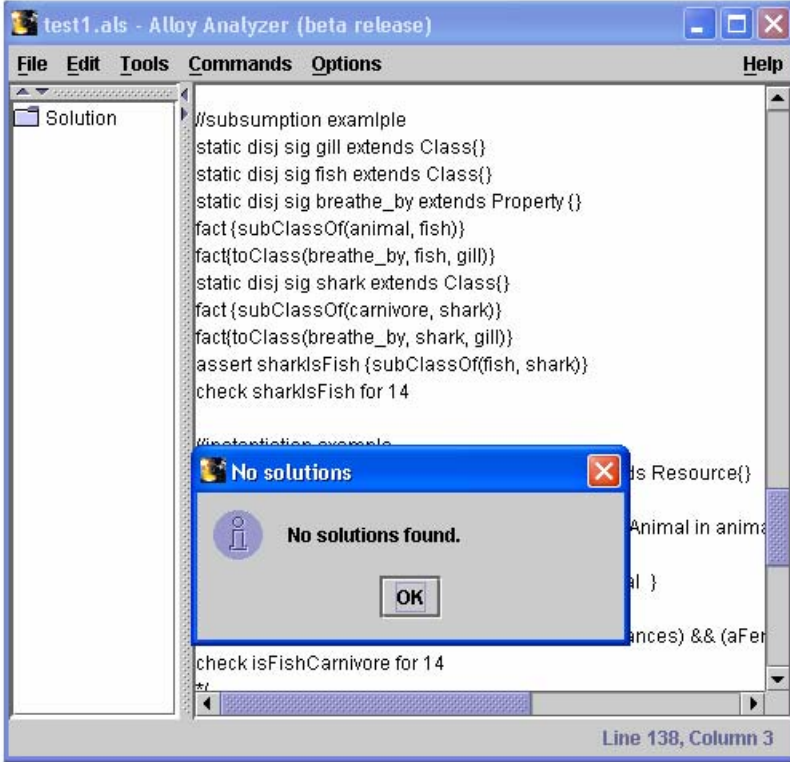 test1.als - Alloy Analyzer (beta release)
File Edit Tools Commands Options Help
Solution
//subsumption examlple
static disj sig gill extends Class{}
static disj sig fish extends Class{}
static disj sig breathe_by extends Property {}
fact {subClassOf(animal, fish)}
fact{toClass(breathe_by, fish, gill)}
static disj sig shark extends Class{}
fact {subClassOf(carnivore, shark)}
fact{toClass(breathe_by, shark, gill)}
assert sharkIsFish {subClassOf(fish, shark)}
check sharkIsFish for 14
//instantiation example
ds Resource{}
Animal in anima
al }
ances) && (aFer
No solutions
No solutions found.
OK
check isFishCarnivore for 14
*/
Line 138, Column 3